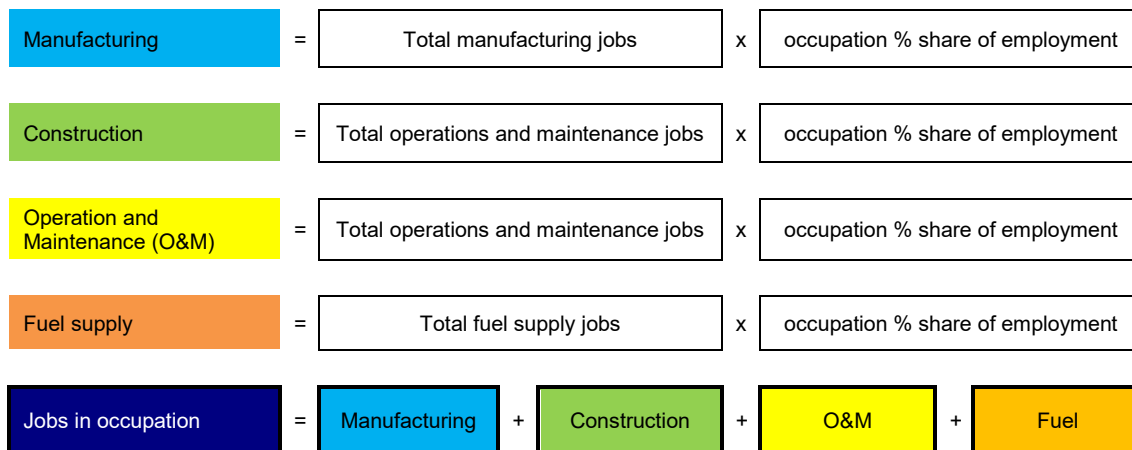 Manufacturing = Total manufacturing jobs x occupation % share of employment
Construction = Total operations and maintenance jobs x occupation % share of employment
Operation and
Maintenance (O&M) = Total operations and maintenance jobs x occupation % share of employment
Fuel supply = Total fuel supply jobs x occupation % share of employment
Jobs in occupation = Manufacturing + Construction + O&M + Fuel